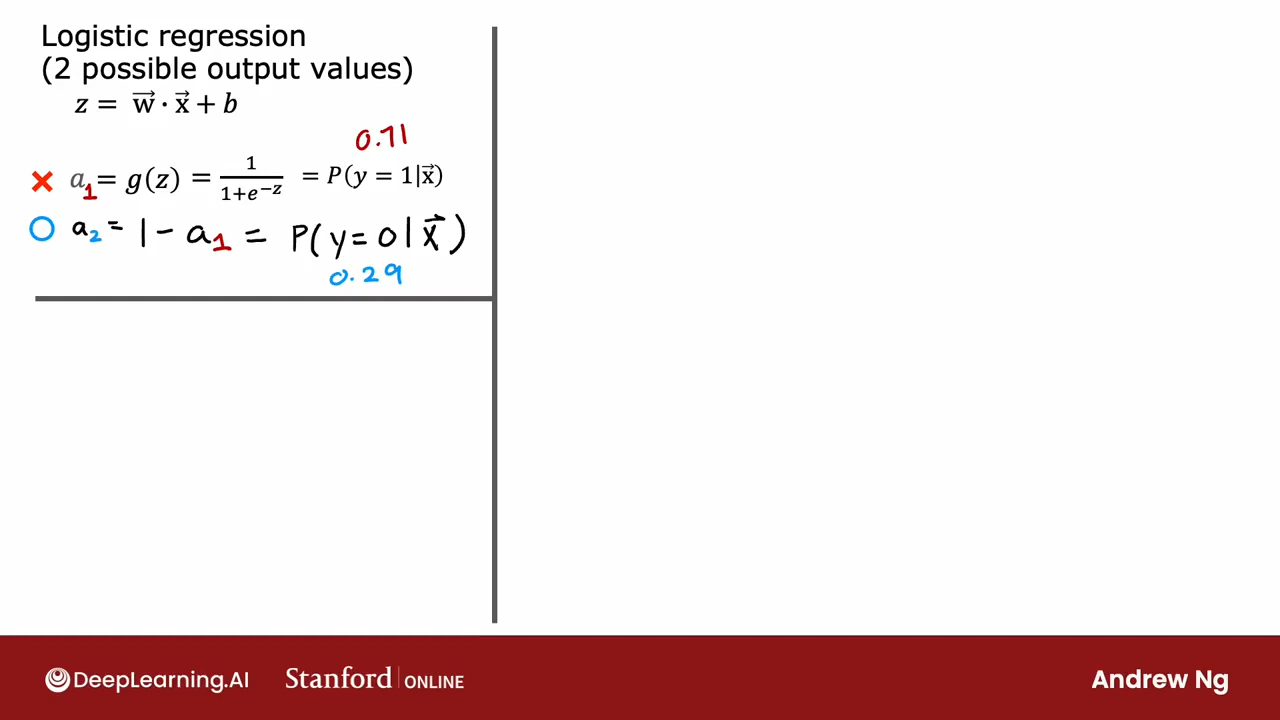 Logistic regression
(2 possible output values)
z = w⃗ · x⃗ + b
0.71
a₁ = g(z) = 1/(1+e⁻ᶻ) = P(y = 1|x⃗)
a₂ = 1 − a₁ = P(y = 0 | x⃗)
0.29
DeepLearning.AI Stanford ONLINE Andrew Ng